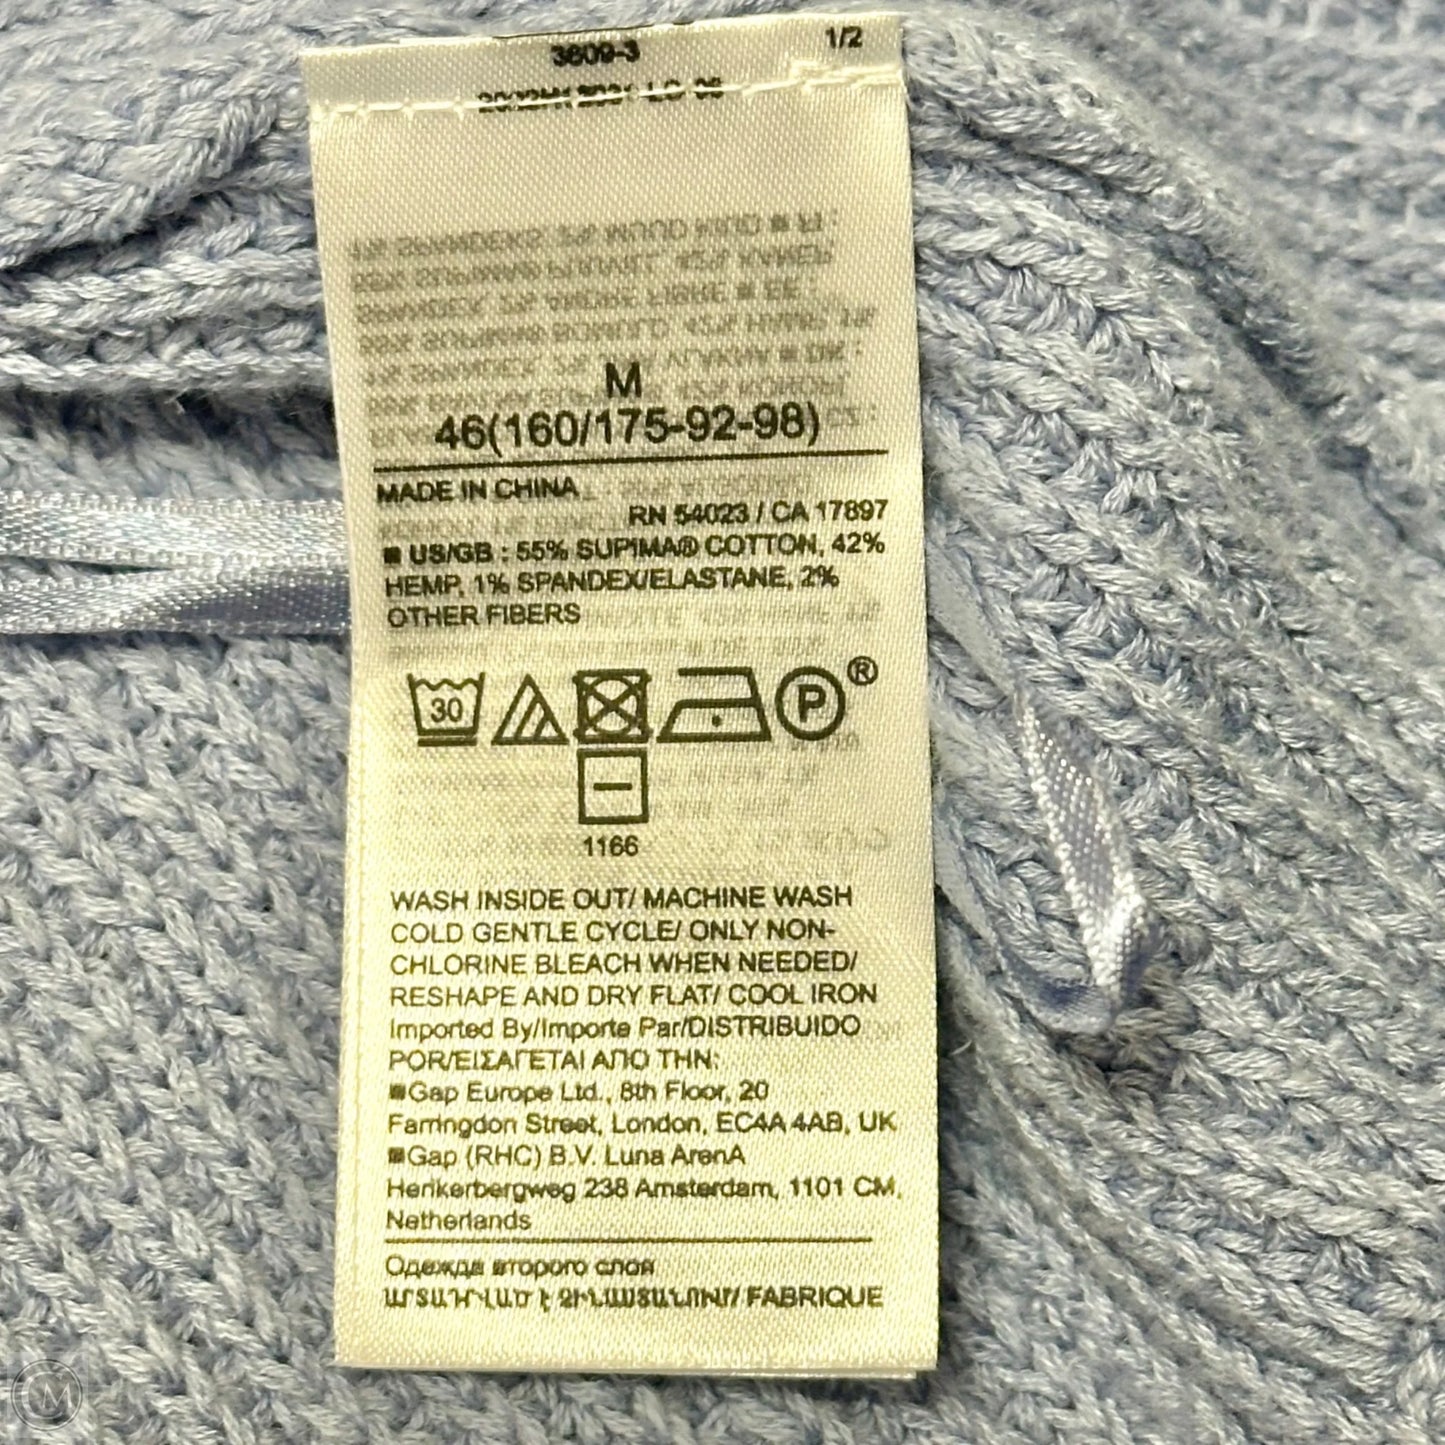 3609-3
1/2
M
46(160/175-92-98)
MADE IN CHINA
RN 54023 / CA 17897
■ US/GB : 55% SUPIMA® COTTON, 42%
HEMP, 1% SPANDEX/ELASTANE, 2%
OTHER FIBERS
30
P ®
1166
WASH INSIDE OUT/ MACHINE WASH
COLD GENTLE CYCLE/ ONLY NON-
CHLORINE BLEACH WHEN NEEDED/
RESHAPE AND DRY FLAT/ COOL IRON
Imported By/Importe Par/DISTRIBUIDO
POR/ΕΙΣΑΓΕΤΑΙ ΑΠΟ ΤΗΝ:
■Gap Europe Ltd., 8th Floor, 20
Farringdon Street, London, EC4A 4AB, UK
■Gap (RHC) B.V. Luna ArenA
Herikerbergweg 238 Amsterdam, 1101 CM,
Netherlands
Одежда второго слоя
ԱՐՏԱԴՐՎԱԾ Է ՉԻՆԱՍՏԱՆՈՒՄ/ FABRIQUE
M